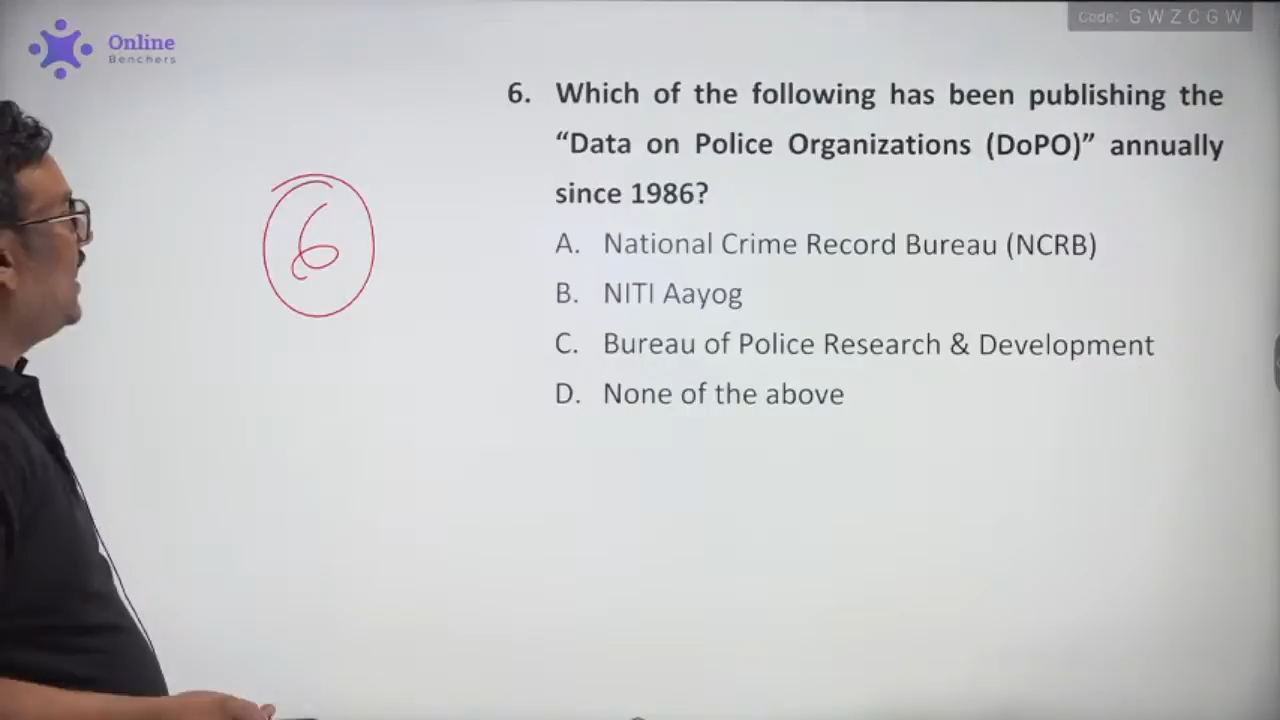 Code: G W Z C G W
Online
Benchers
6. Which of the following has been publishing the
“Data on Police Organizations (DoPO)” annually
since 1986?
6
A. National Crime Record Bureau (NCRB)
B. NITI Aayog
C. Bureau of Police Research & Development
D. None of the above